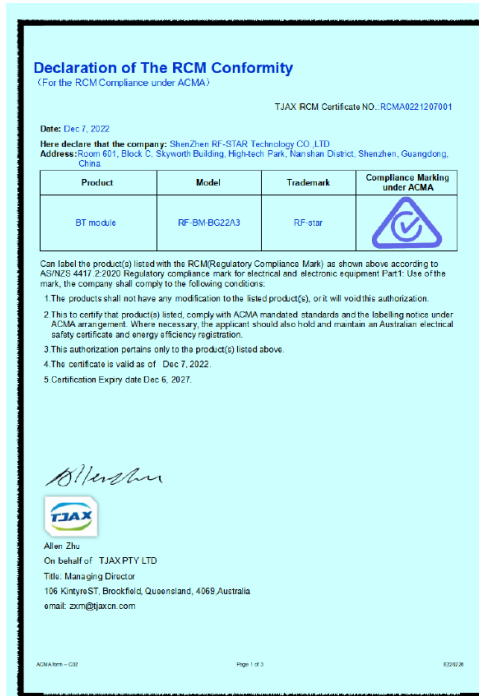 Declaration of The RCM Conformity
(For the RCM Compliance under ACMA)
TJAX RCM Certificate NO.:RCMA0221207001
Date: Dec 7, 2022
Here declare that the company: ShenZhen RF-STAR Technology CO.,LTD
Address:Room 601, Block C, Skyworth Building, High-tech Park, Nanshan District, Shenzhen, Guangdong,
China
Product Model Trademark Compliance Marking under ACMA
BT module RF-BM-BG22A3 RF-star
Can label the product(s) listed with the RCM(Regulatory Compliance Mark) as shown above according to
AS/NZS 4417.2:2020 Regulatory compliance mark for electrical and electronic equipment Part1: Use of the
mark, the company shall comply to the following conditions:
1.The products shall not have any modification to the listed product(s), or it will void this authorization.
2.This to certify that product(s) listed, comply with ACMA mandated standards and the labelling notice under
ACMA arrangement. Where necessary, the applicant should also hold and maintain an Australian electrical
safety certificate and energy efficiency registration.
3.This authorization pertains only to the product(s) listed above.
4.The certificate is valid as of Dec 7, 2022.
5.Certification Expiry date Dec 6, 2027.
TJAX
Allen Zhu
On behalf of TJAX PTY LTD
Title: Managing Director
106 KintyreST, Brookfield, Queensland, 4069,Australia
email: zxm@tjaxcn.com
ACMA form – C02 Page 1 of 3